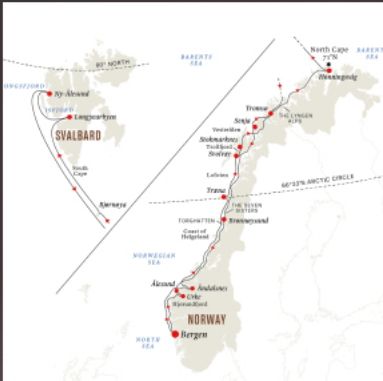 80° NORTH
BARENTS
SEA
North Cape
71°N
BARENTS
SEA
Honningsvåg
KONGSFJORD
Ny-Ålesund
ISFJORD
Longyearbyen
SVALBARD
South
Cape
Bjørnøya
Tromsø
THE LYNGEN
ALPS
Senja
Vesterålen
Stokmarknes
Trollfjord
Svolvær
Lofoten
66°33'N ARCTIC CIRCLE
Træna
THE SEVEN
SISTERS
TORGHATTEN
Brønnøysund
Coast of
Helgeland
NORWEGIAN
SEA
Ålesund
Åndalsnes
Urke
Hjørundfjord
NORWAY
NORTH
SEA
Bergen